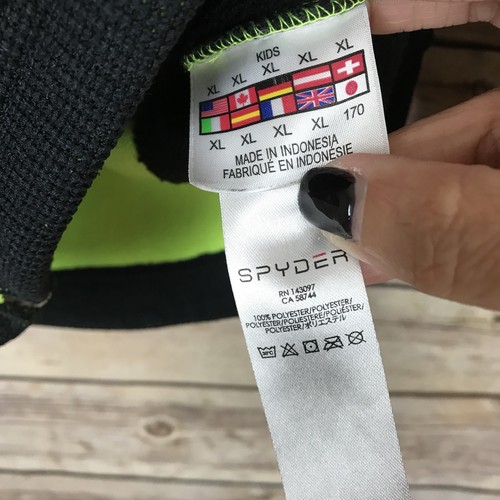 KIDS
XL XL XL XL XL
XL XL XL XL 170
MADE IN INDONESIA
FABRIQUÉ EN INDONÉSIE
SPYDER
RN 143097
CA 58744
100% POLYESTER/POLYESTER/
POLYESTER/POLIESTERE/POLYESTER/
POLYESTER/ポリエステル